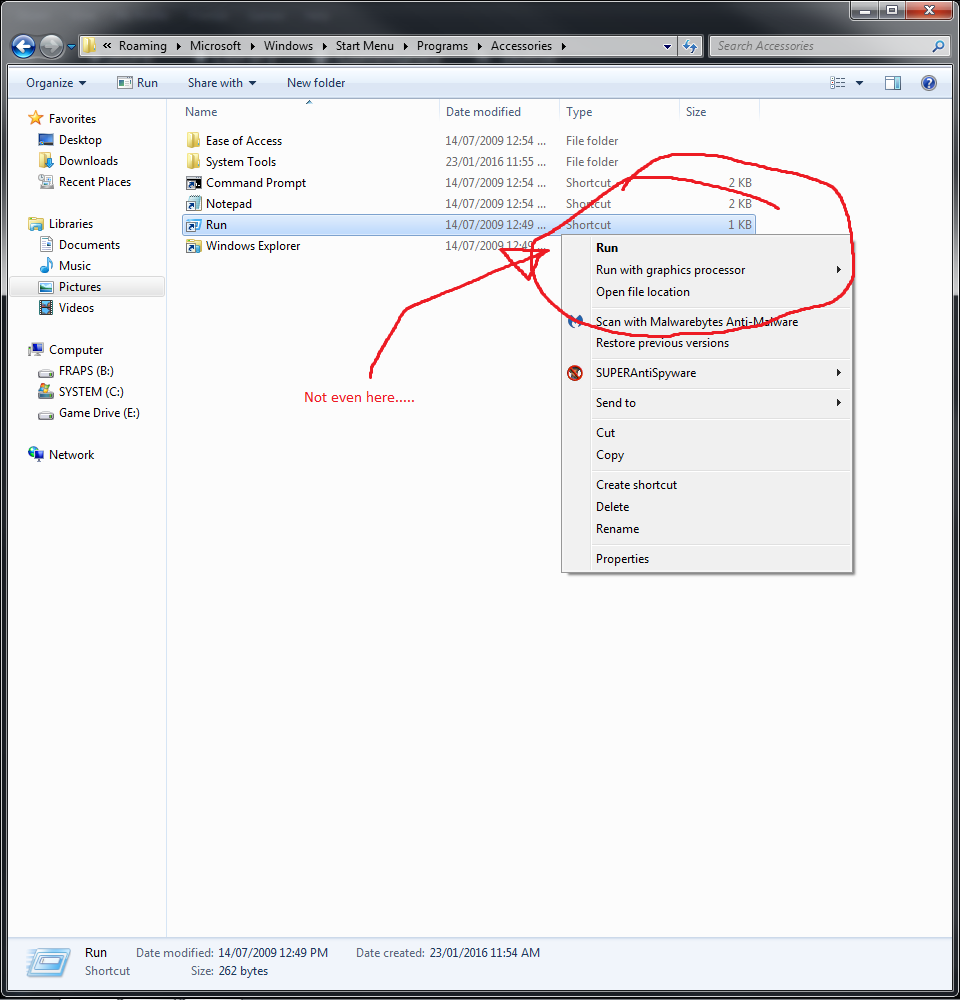 « Roaming ▸ Microsoft ▸ Windows ▸ Start Menu ▸ Programs ▸ Accessories ▸ Search Accessories
Organize Run Share with New folder
Name Date modified Type Size
Favorites
Desktop
Downloads
Recent Places
Libraries
Documents
Music
Pictures
Videos
Computer
FRAPS (B:)
SYSTEM (C:)
Game Drive (E:)
Network
Ease of Access 14/07/2009 12:54 ... File folder
System Tools 23/01/2016 11:55 ... File folder
Command Prompt 14/07/2009 12:54 ... Shortcut 2 KB
Notepad 14/07/2009 12:54 ... Shortcut 2 KB
Run 14/07/2009 12:49 ... Shortcut 1 KB
Windows Explorer 14/07/2009 12:49 ...
Run
Run with graphics processor
Open file location
Scan with Malwarebytes Anti-Malware
Restore previous versions
SUPERAntiSpyware
Send to
Cut
Copy
Create shortcut
Delete
Rename
Properties
Not even here.....
Run Date modified: 14/07/2009 12:49 PM Date created: 23/01/2016 11:54 AM
Shortcut Size: 262 bytes